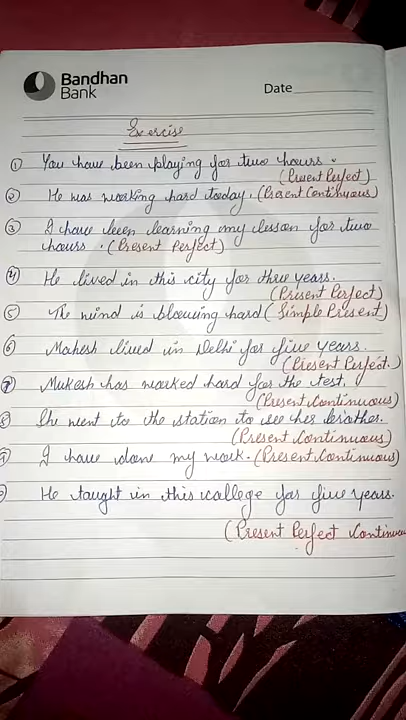 Bandhan
Bank
Date
Exercise
① You have been playing for two hours.
(Present Perfect)
② He was working hard today. (Present Continuous)
③ I have been learning my lesson for two
hours. (Present Perfect)
④ He lived in this city for three years.
(Present Perfect)
⑤ The wind is blowing hard (Simple Present)
⑥ Mahesh lived in Delhi for five years.
(Present Perfect.)
⑦ Mukesh has worked hard for the test.
(Present Continuous)
⑧ She went to the station to see her brother.
(Present Continuous)
⑨ I have done my work. (Present Continuous)
He taught in this college for five years.
(Present Perfect Continuou